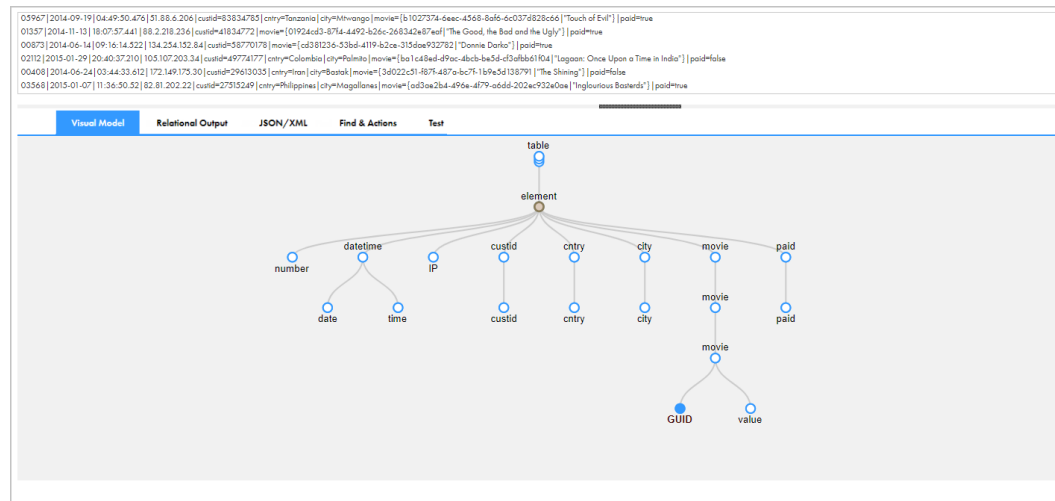 05967|2014-09-19|04:49:50.476|51.88.6.206|custid=83834785|cntry=Tanzania|city=Mtwango|movie={b1027374-6eec-4568-8af6-6c037d828c66|"Touch of Evil"}|paid=true
01357|2014-11-13|18:07:57.441|88.2.218.236|custid=41834772|movie={01924cd3-87f4-4492-b26c-268342e87eaf|"The Good, the Bad and the Ugly"}|paid=true
00873|2014-06-14|09:16:14.522|134.254.152.84|custid=58770178|movie={cd381236-53bd-4119-b2ca-315dae932782|"Donnie Darko"}|paid=true
02112|2015-01-29|20:40:37.210|105.107.203.34|custid=49774177|cntry=Colombia|city=Palmito|movie={ba1c48ed-d9ac-4bcb-be5d-cf3afbb61f04|"Lagaan: Once Upon a Time in India"}|paid=false
00408|2014-06-24|03:44:33.612|172.149.175.30|custid=29613035|cntry=Iran|city=Bastak|movie={3d022c51-f87f-487a-bc7f-1b9e5d138791|"The Shining"}|paid=false
03568|2015-01-07|11:36:50.52|82.81.202.22|custid=27515249|cntry=Philippines|city=Magallanes|movie={ad3ae2b4-496e-4f79-a6dd-202ec932e0ae|"Inglourious Basterds"}|paid=true
Visual Model Relational Output JSON/XML Find & Actions Test
table
element
datetime custid cntry city movie paid
number IP
movie
date time custid cntry city paid
movie
GUID value